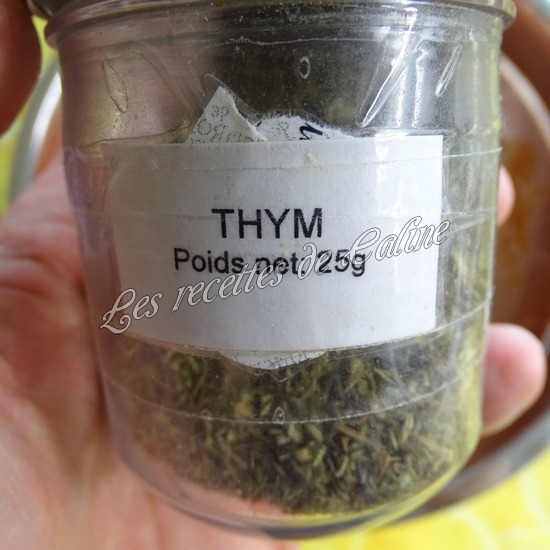 THYM
Poids net: 25g
Les recettes de Caline